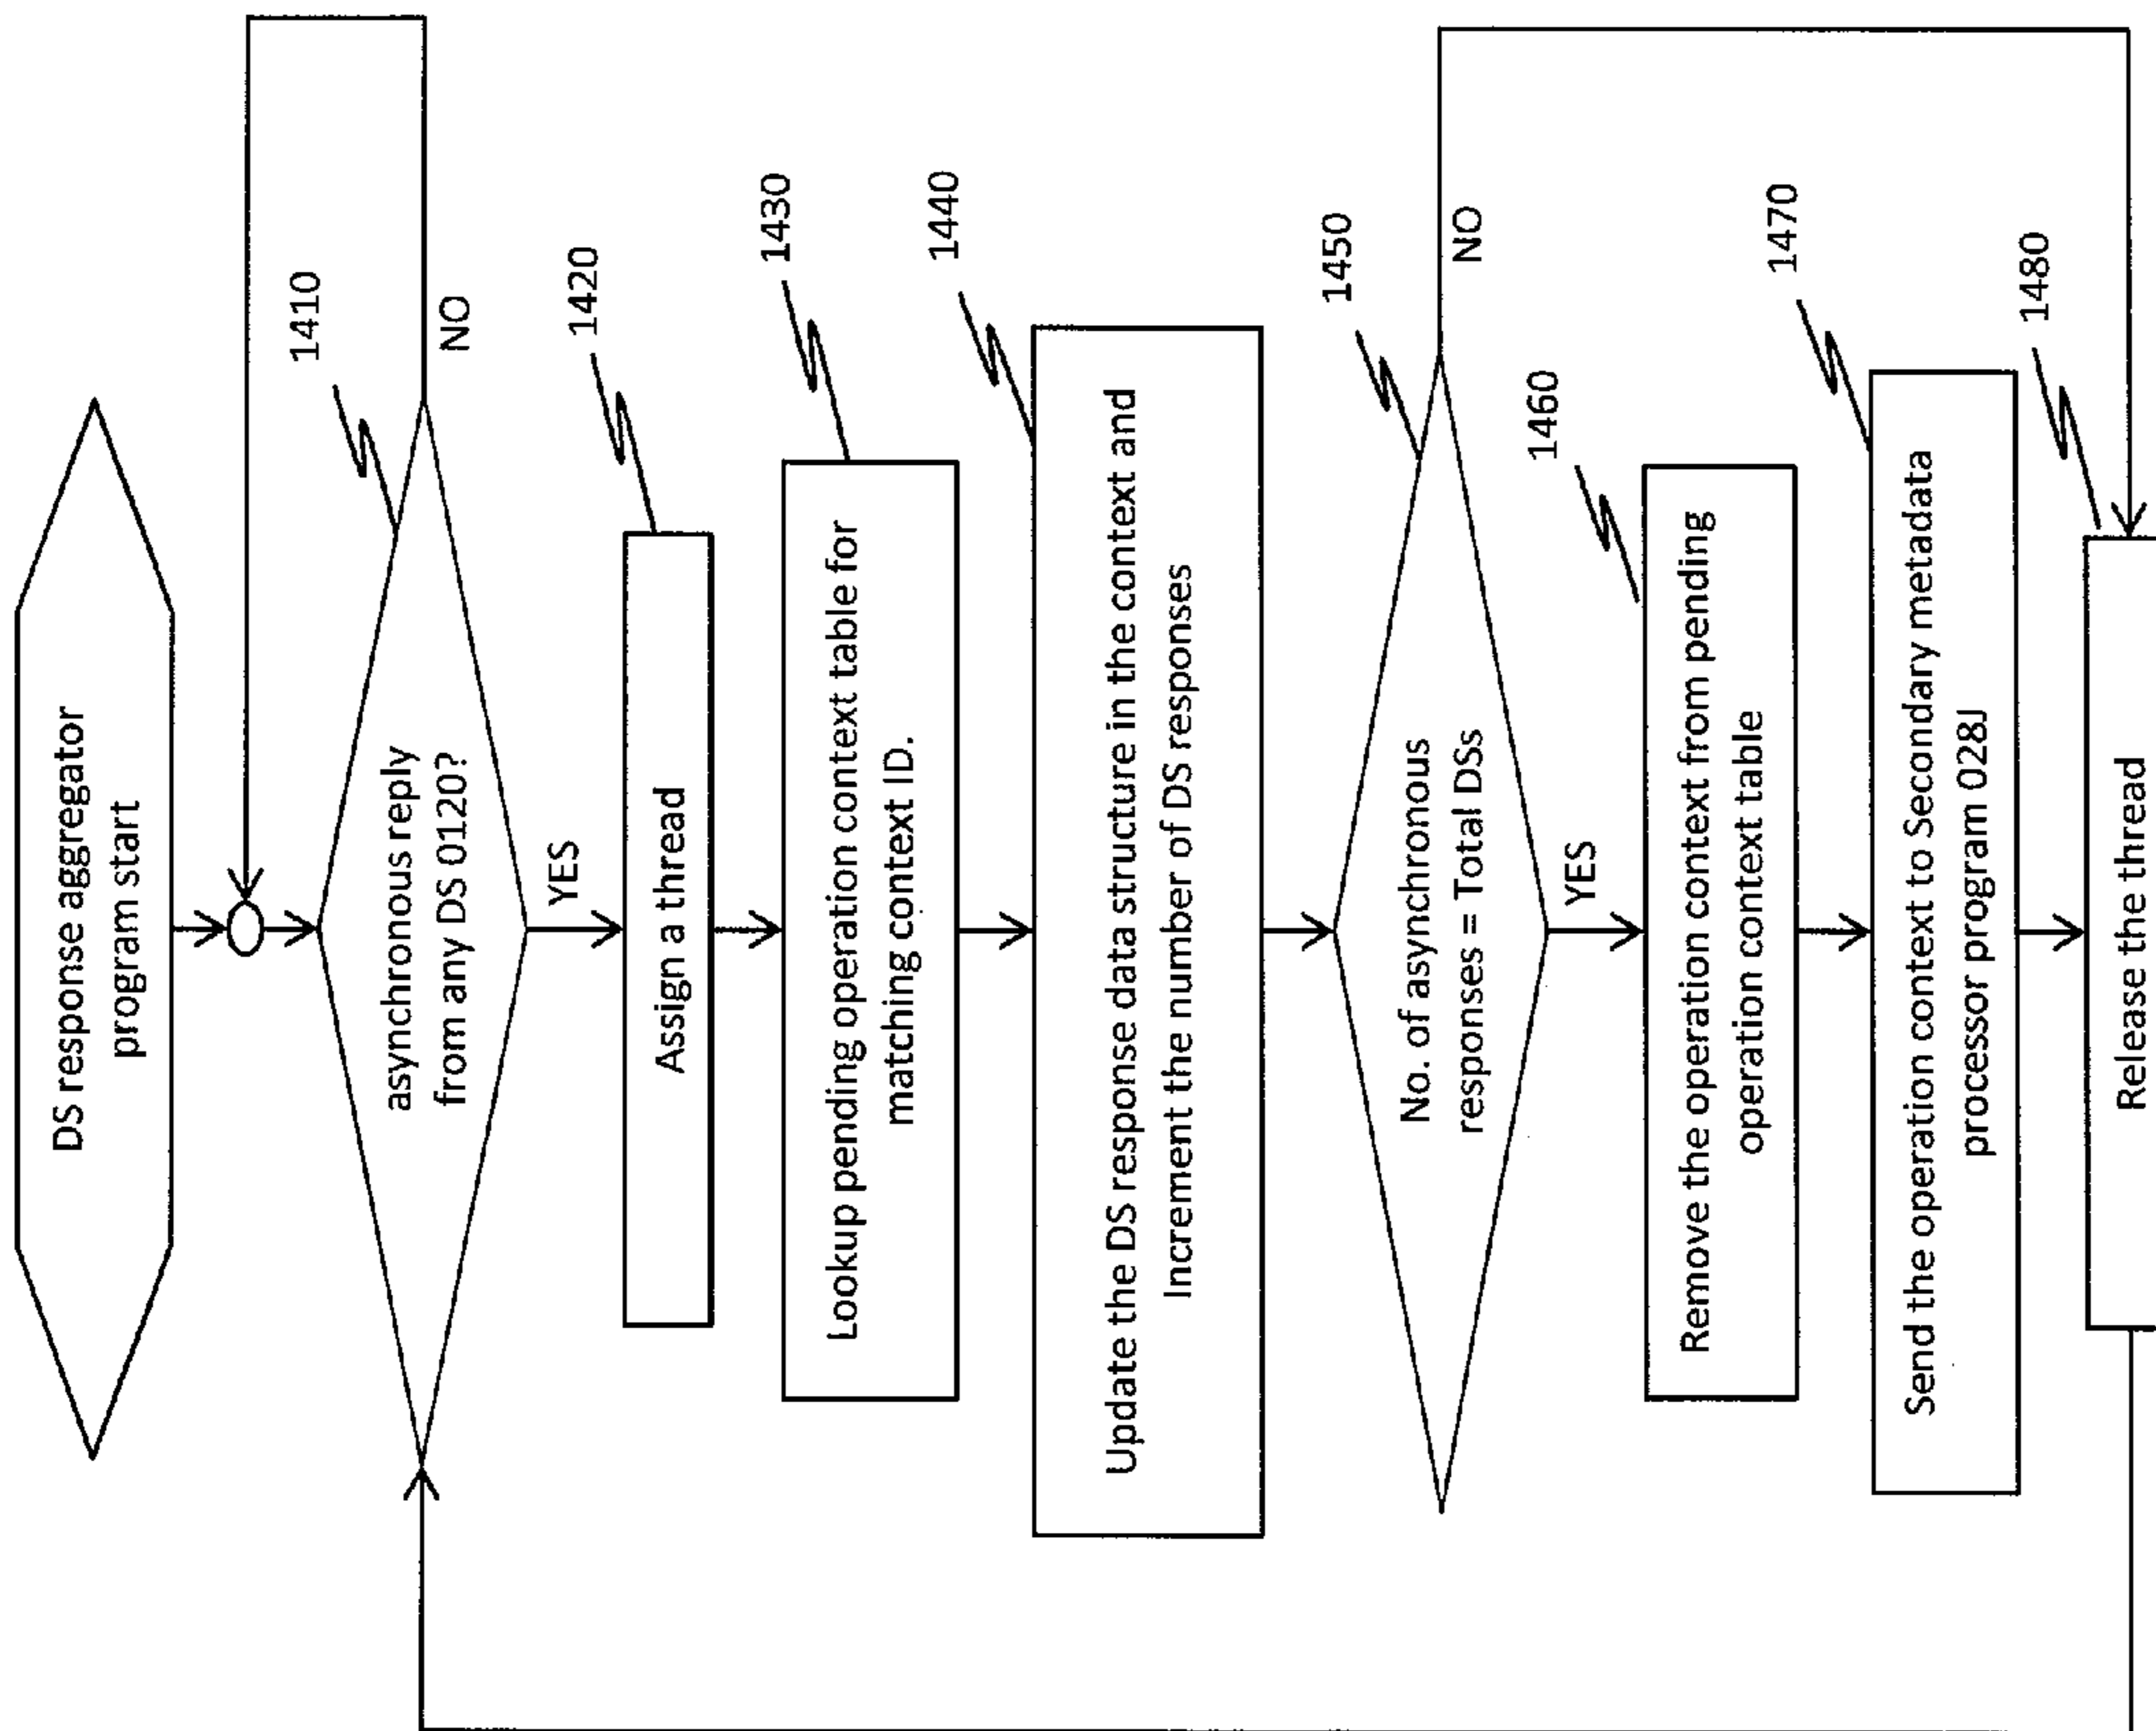 DS response aggregator
program start
1410
asynchronous reply
from any DS 0120?
NO
YES
1420
Assign a thread
1430
Lookup pending operation context table for
matching context ID.
1440
Update the DS response data structure in the context and
Increment the number of DS responses
1450
No. of asynchronous
responses = Total DSs
NO
YES
1460
Remove the operation context from pending
operation context table
1470
Send the operation context to Secondary metadata
processor program 028J
1480
Release the thread